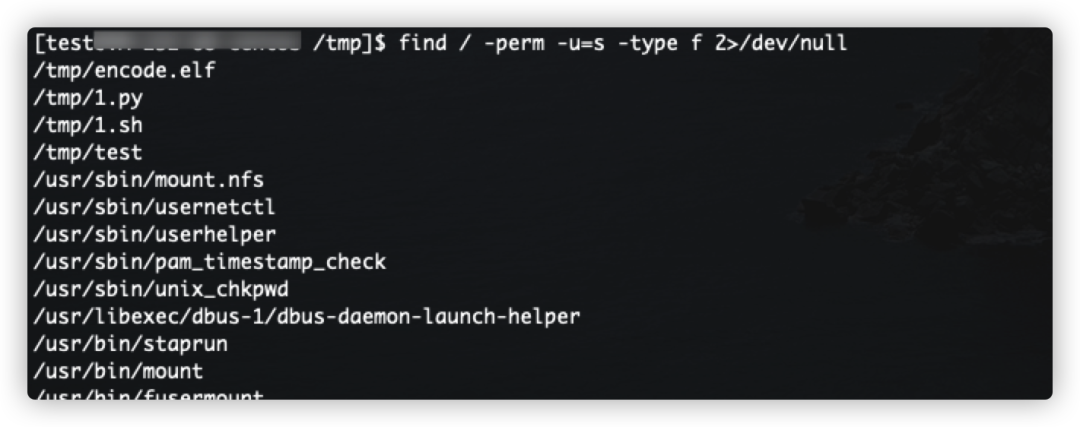 [test /tmp]$ find / -perm -u=s -type f 2>/dev/null
/tmp/encode.elf
/tmp/1.py
/tmp/1.sh
/tmp/test
/usr/sbin/mount.nfs
/usr/sbin/usernetctl
/usr/sbin/userhelper
/usr/sbin/pam_timestamp_check
/usr/sbin/unix_chkpwd
/usr/libexec/dbus-1/dbus-daemon-launch-helper
/usr/bin/staprun
/usr/bin/mount
/usr/bin/fusermount